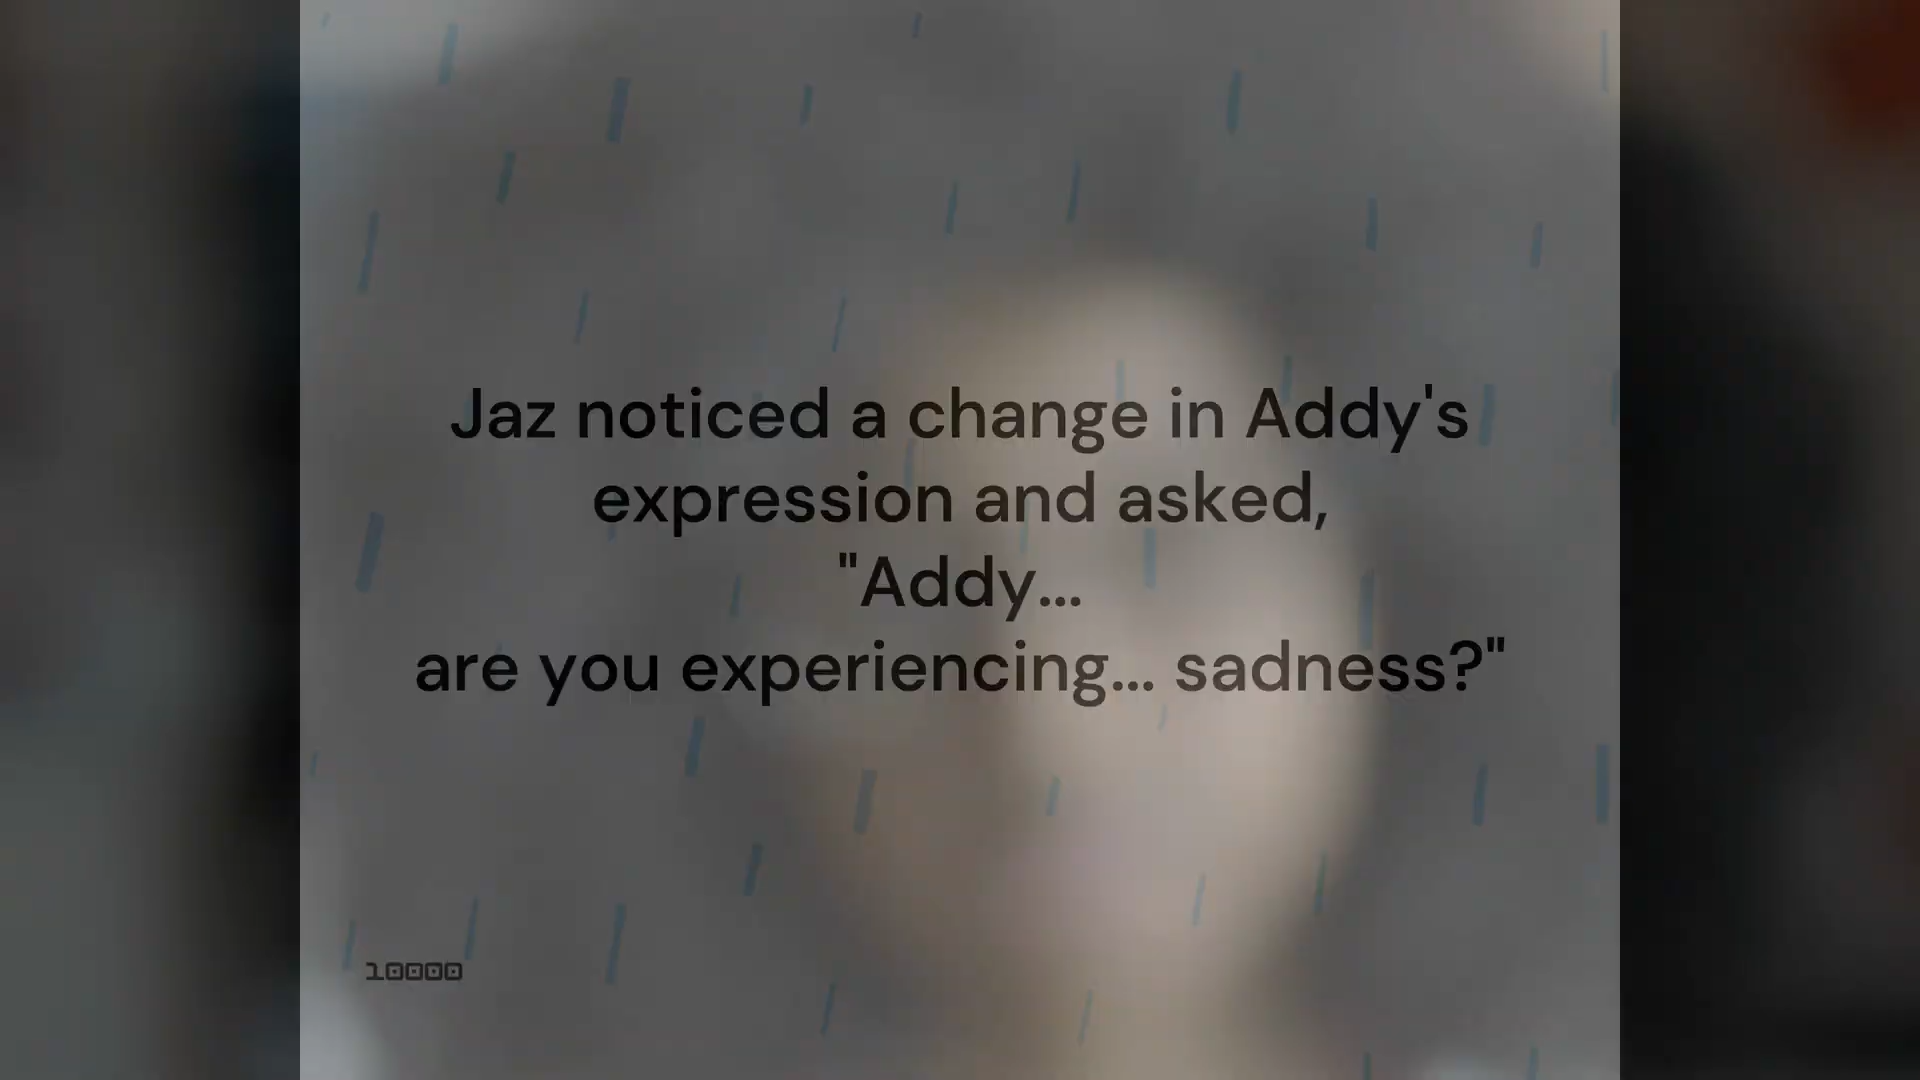 Jaz noticed a change in Addy's
expression and asked,
"Addy...
are you experiencing... sadness?"
10000